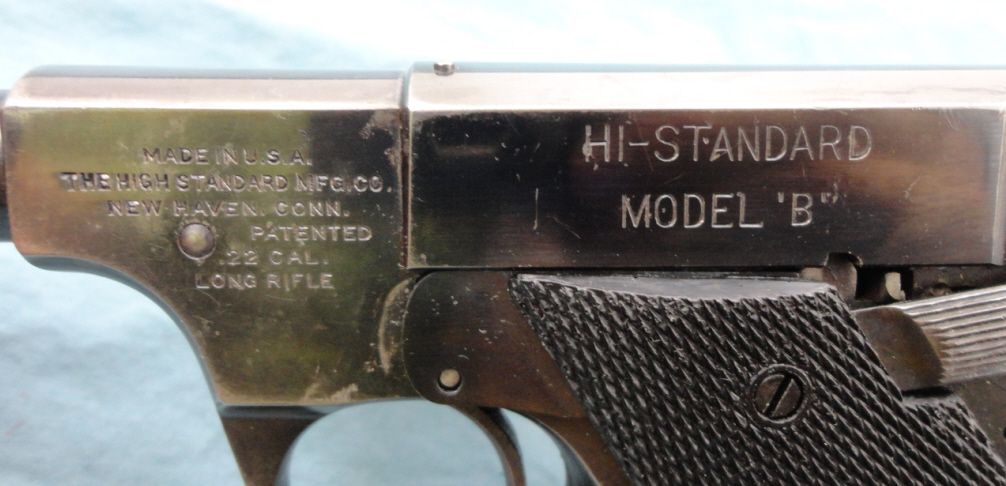 MADE IN U.S.A.
THE HIGH STANDARD MFG. CO.
NEW HAVEN. CONN.
PATENTED
.22 CAL.
LONG RIFLE
HI-STANDARD
MODEL "B"